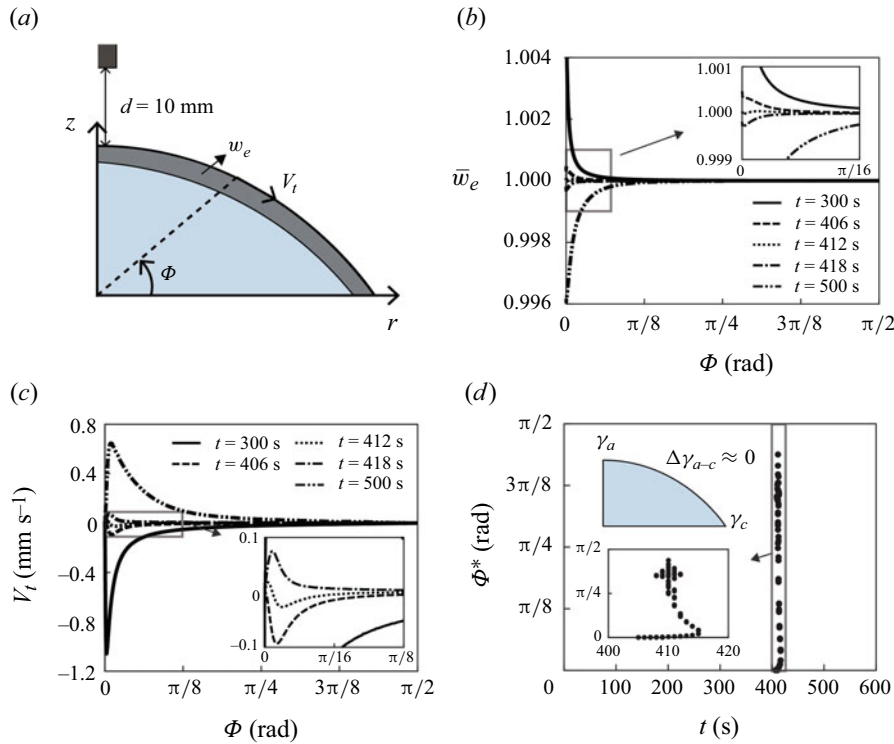 (a)
d = 10 mm
z
w_e
V_t
Φ
r
(b)
1.004
1.002
1.000
0.998
0.996
w̅_e
1.001
1.000
0.999
0
π/16
t = 300 s
t = 406 s
t = 412 s
t = 418 s
t = 500 s
0
π/8
π/4
3π/8
π/2
Φ (rad)
(c)
0.8
0.4
0
−0.4
−0.8
−1.2
V_t (mm s⁻¹)
t = 300 s
t = 406 s
t = 412 s
t = 418 s
t = 500 s
0.1
0
−0.1
0
π/16
π/8
0
π/8
π/4
3π/8
π/2
Φ (rad)
(d)
π/2
3π/8
π/4
π/8
Φ* (rad)
γ_a
Δγ_a–c ≈ 0
γ_c
π/2
π/4
0
400
410
420
0
100
200
300
400
500
600
t (s)